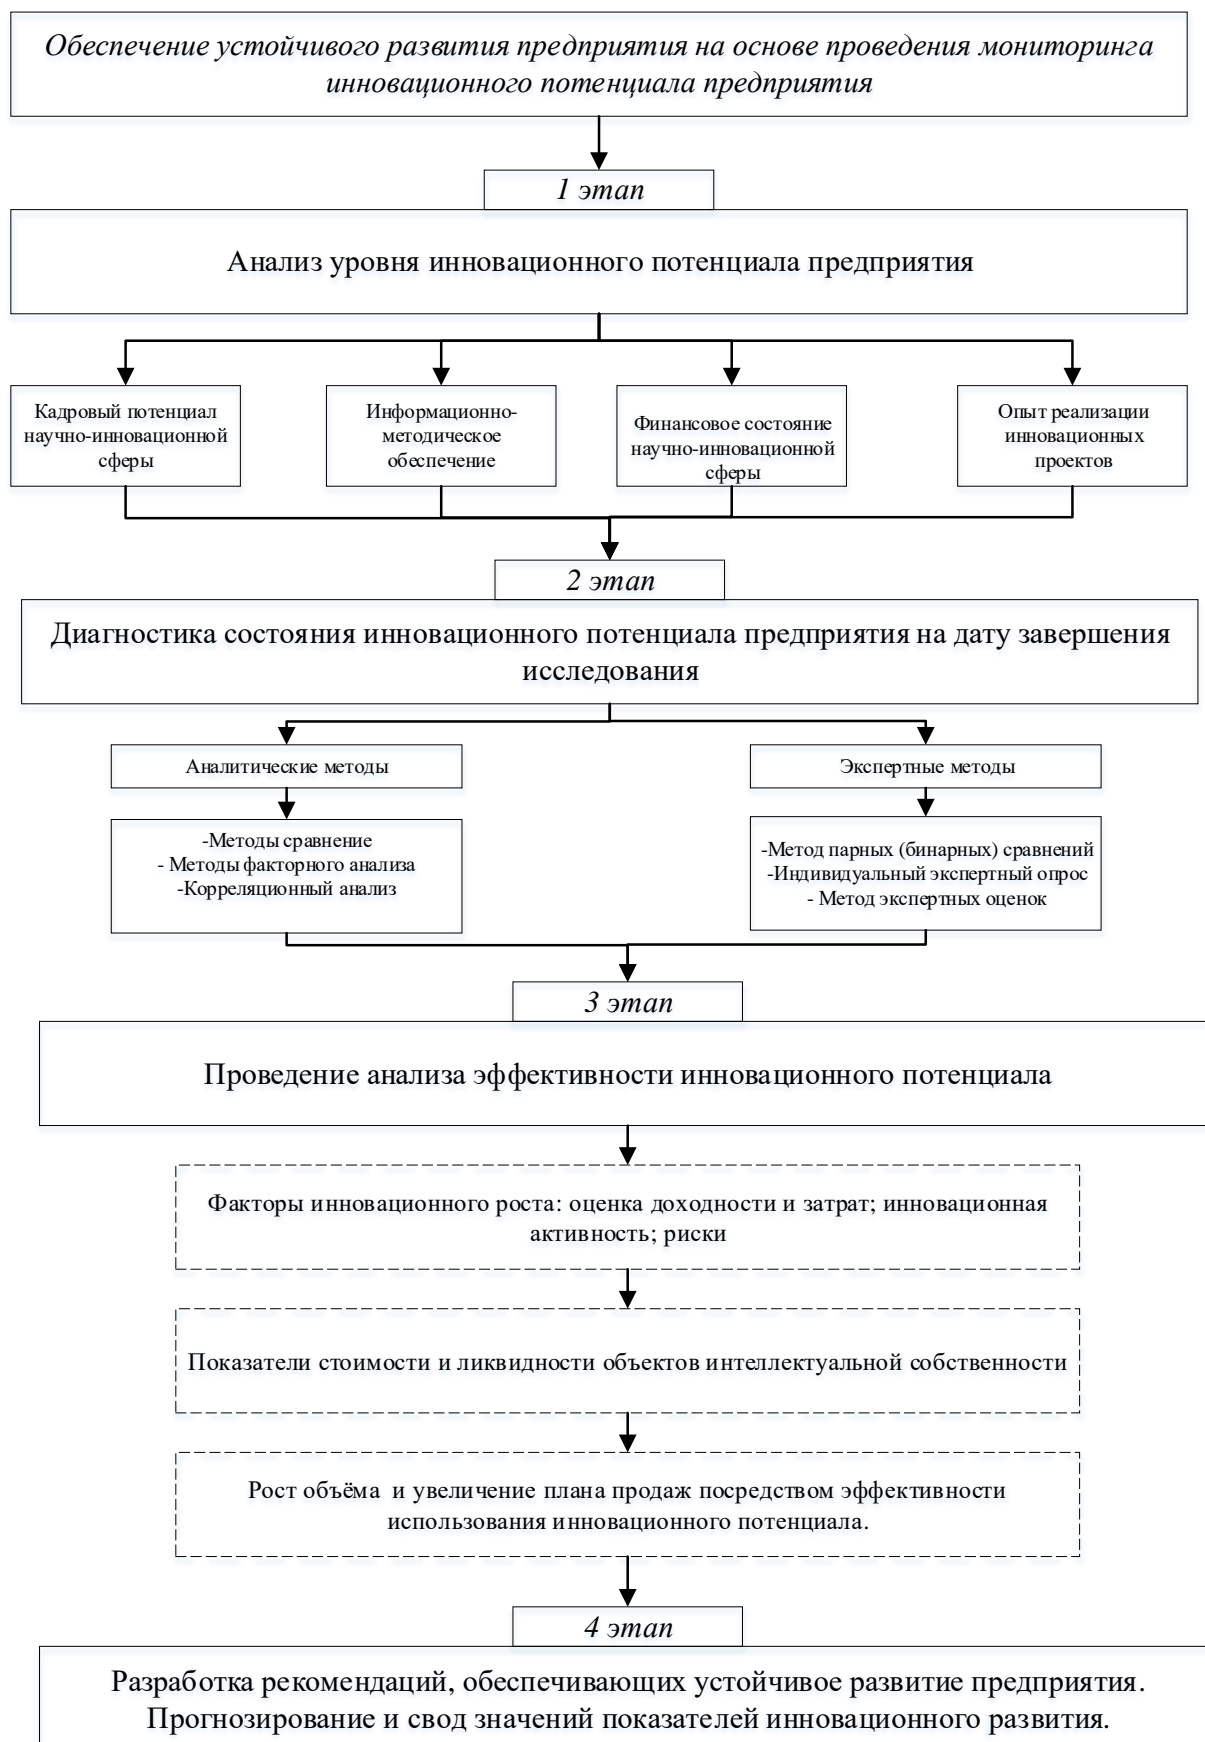 Обеспечение устойчивого развития предприятия на основе проведения мониторинга
инновационного потенциала предприятия
1 этап
Анализ уровня инновационного потенциала предприятия
Кадровый потенциал
научно-инновационной
сферы
Информационно-
методическое
обеспечение
Финансовое состояние
научно-инновационной
сферы
Опыт реализации
инновационных
проектов
2 этап
Диагностика состояния инновационного потенциала предприятия на дату завершения
исследования
Аналитические методы
-Методы сравнение
- Методы факторного анализа
-Корреляционный анализ
Экспертные методы
-Метод парных (бинарных) сравнений
-Индивидуальный экспертный опрос
- Метод экспертных оценок
3 этап
Проведение анализа эффективности инновационного потенциала
Факторы инновационного роста: оценка доходности и затрат; инновационная
активность; риски
Показатели стоимости и ликвидности объектов интеллектуальной собственности
Рост объёма и увеличение плана продаж посредством эффективности
использования инновационного потенциала.
4 этап
Разработка рекомендаций, обеспечивающих устойчивое развитие предприятия.
Прогнозирование и свод значений показателей инновационного развития.